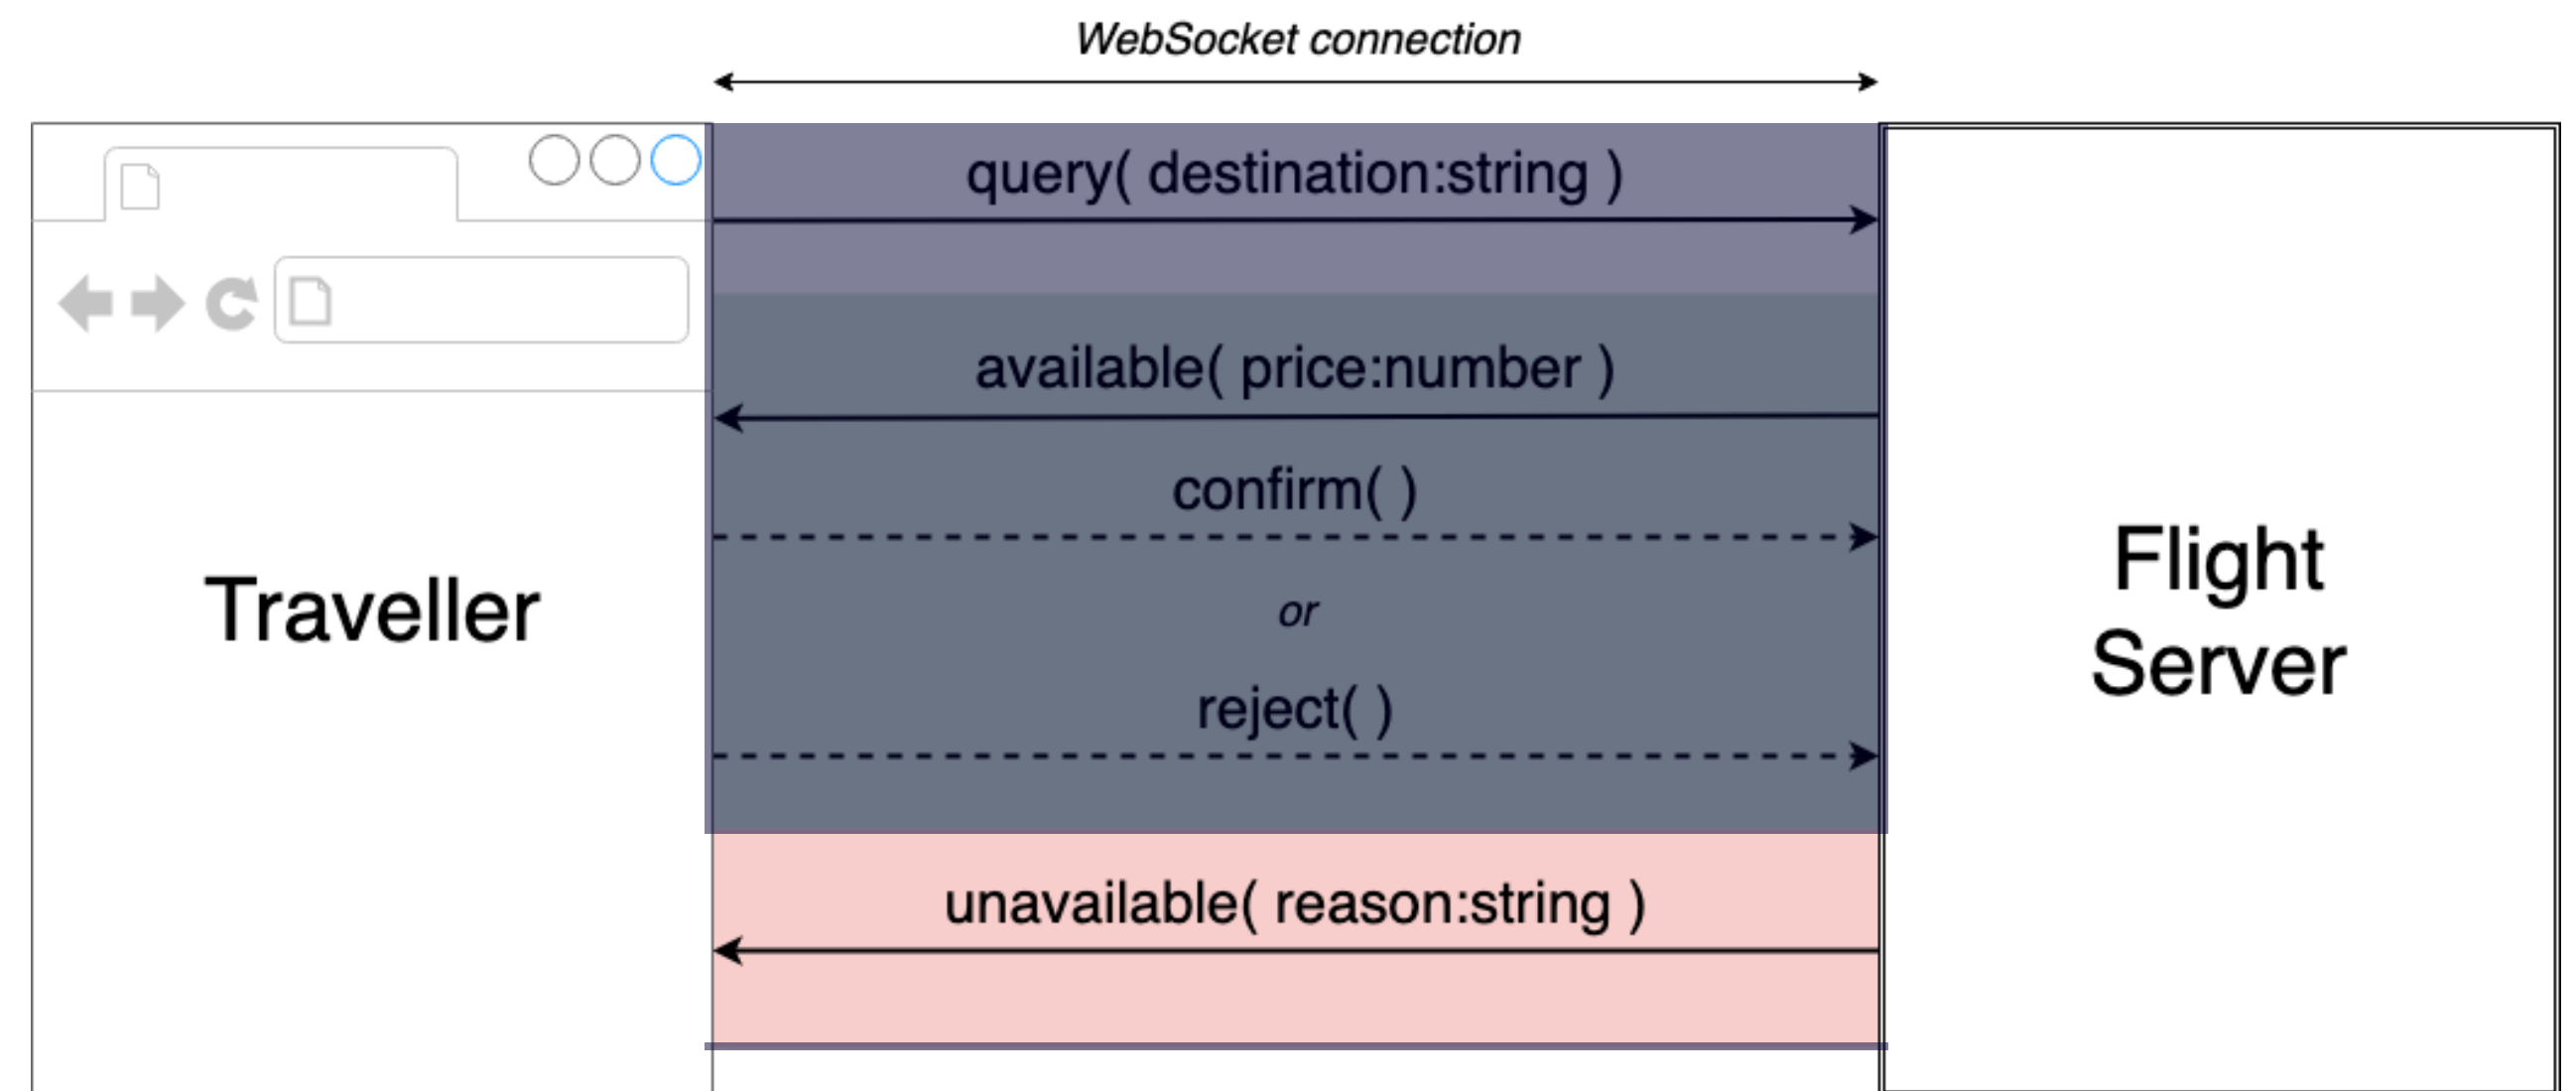 WebSocket connection
query( destination:string )
available( price:number )
confirm( )
or
reject( )
unavailable( reason:string )
Traveller
Flight
Server